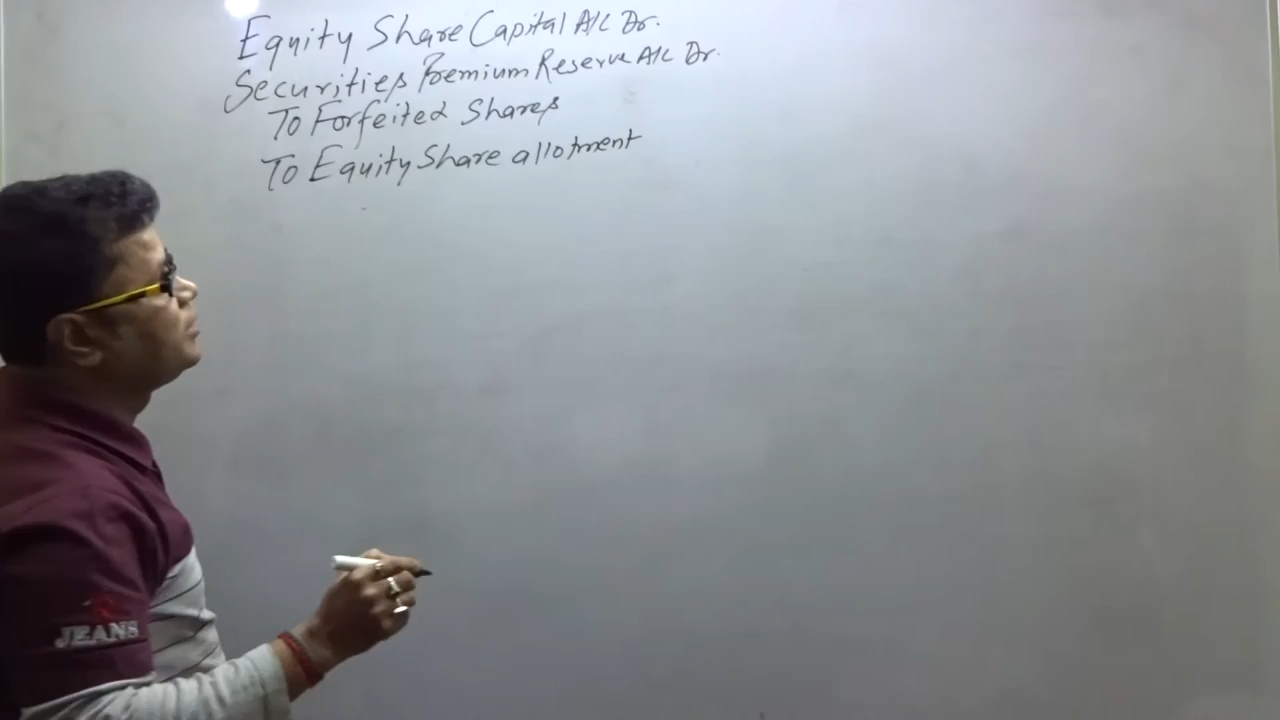 Equity Share Capital A/c Dr.
Securities Premium Reserve A/c Dr.
To Forfeited Shares
To Equity Share allotment
JEANS